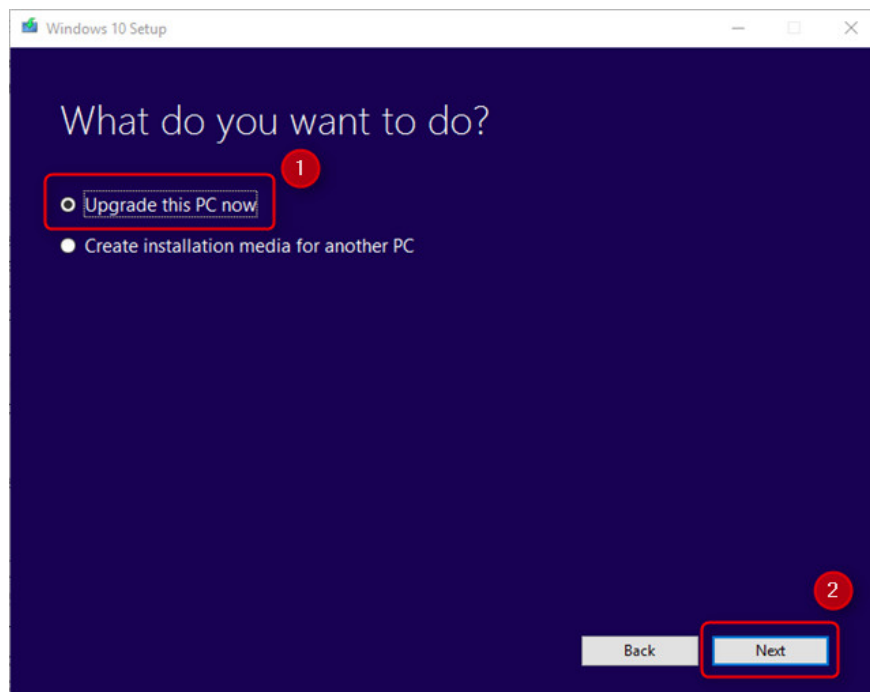 Windows 10 Setup
What do you want to do?
1
Upgrade this PC now
Create installation media for another PC
2
Back Next